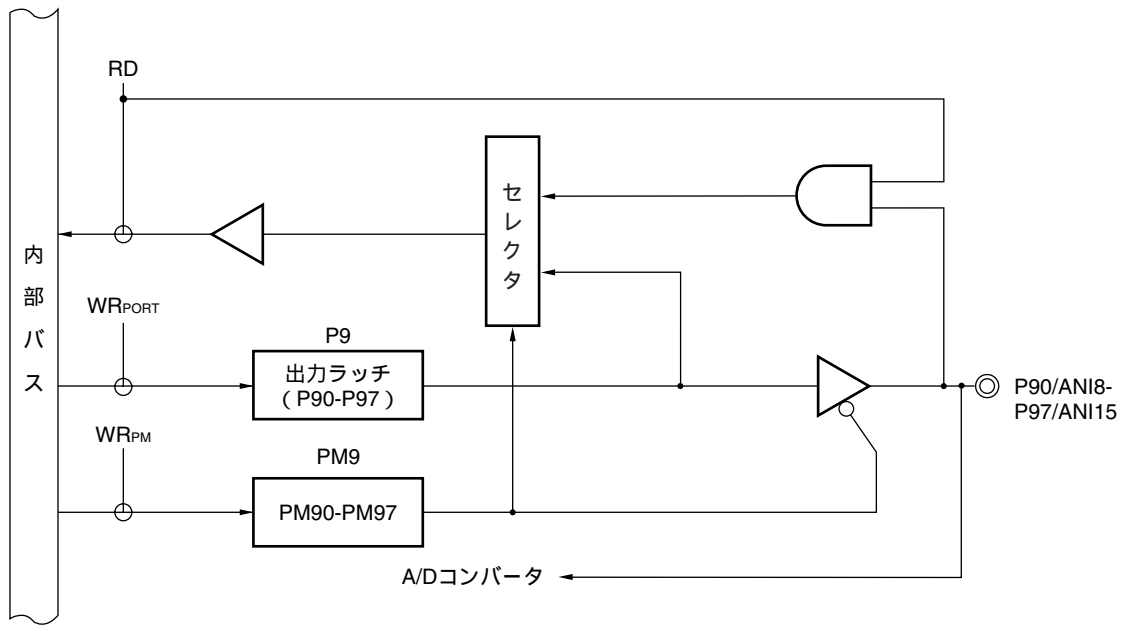 RD
セレクタ
内部バス
WRPORT
P9
出力ラッチ
(P90-P97)
P90/ANI8-
P97/ANI15
WRPM
PM9
PM90-PM97
A/Dコンバータ